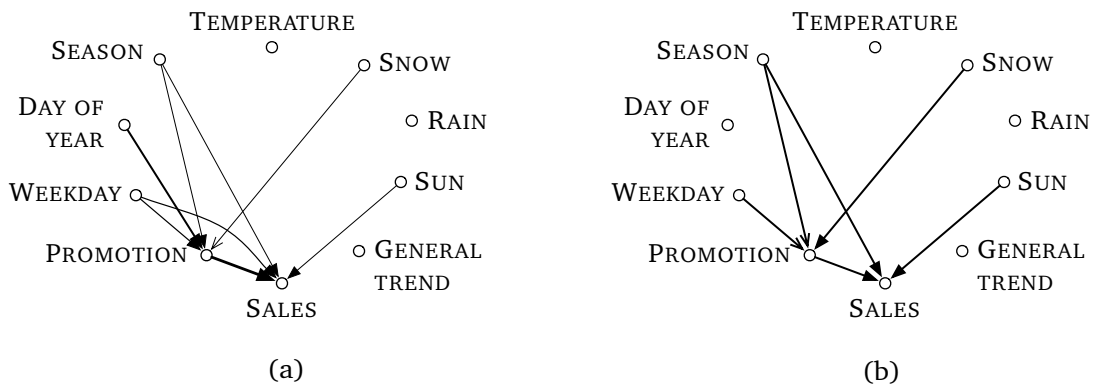 TEMPERATURE
SEASON
SNOW
DAY OF
YEAR
RAIN
WEEKDAY
SUN
PROMOTION
GENERAL
TREND
SALES
(a)
TEMPERATURE
SEASON
SNOW
DAY OF
YEAR
RAIN
WEEKDAY
SUN
PROMOTION
GENERAL
TREND
SALES
(b)